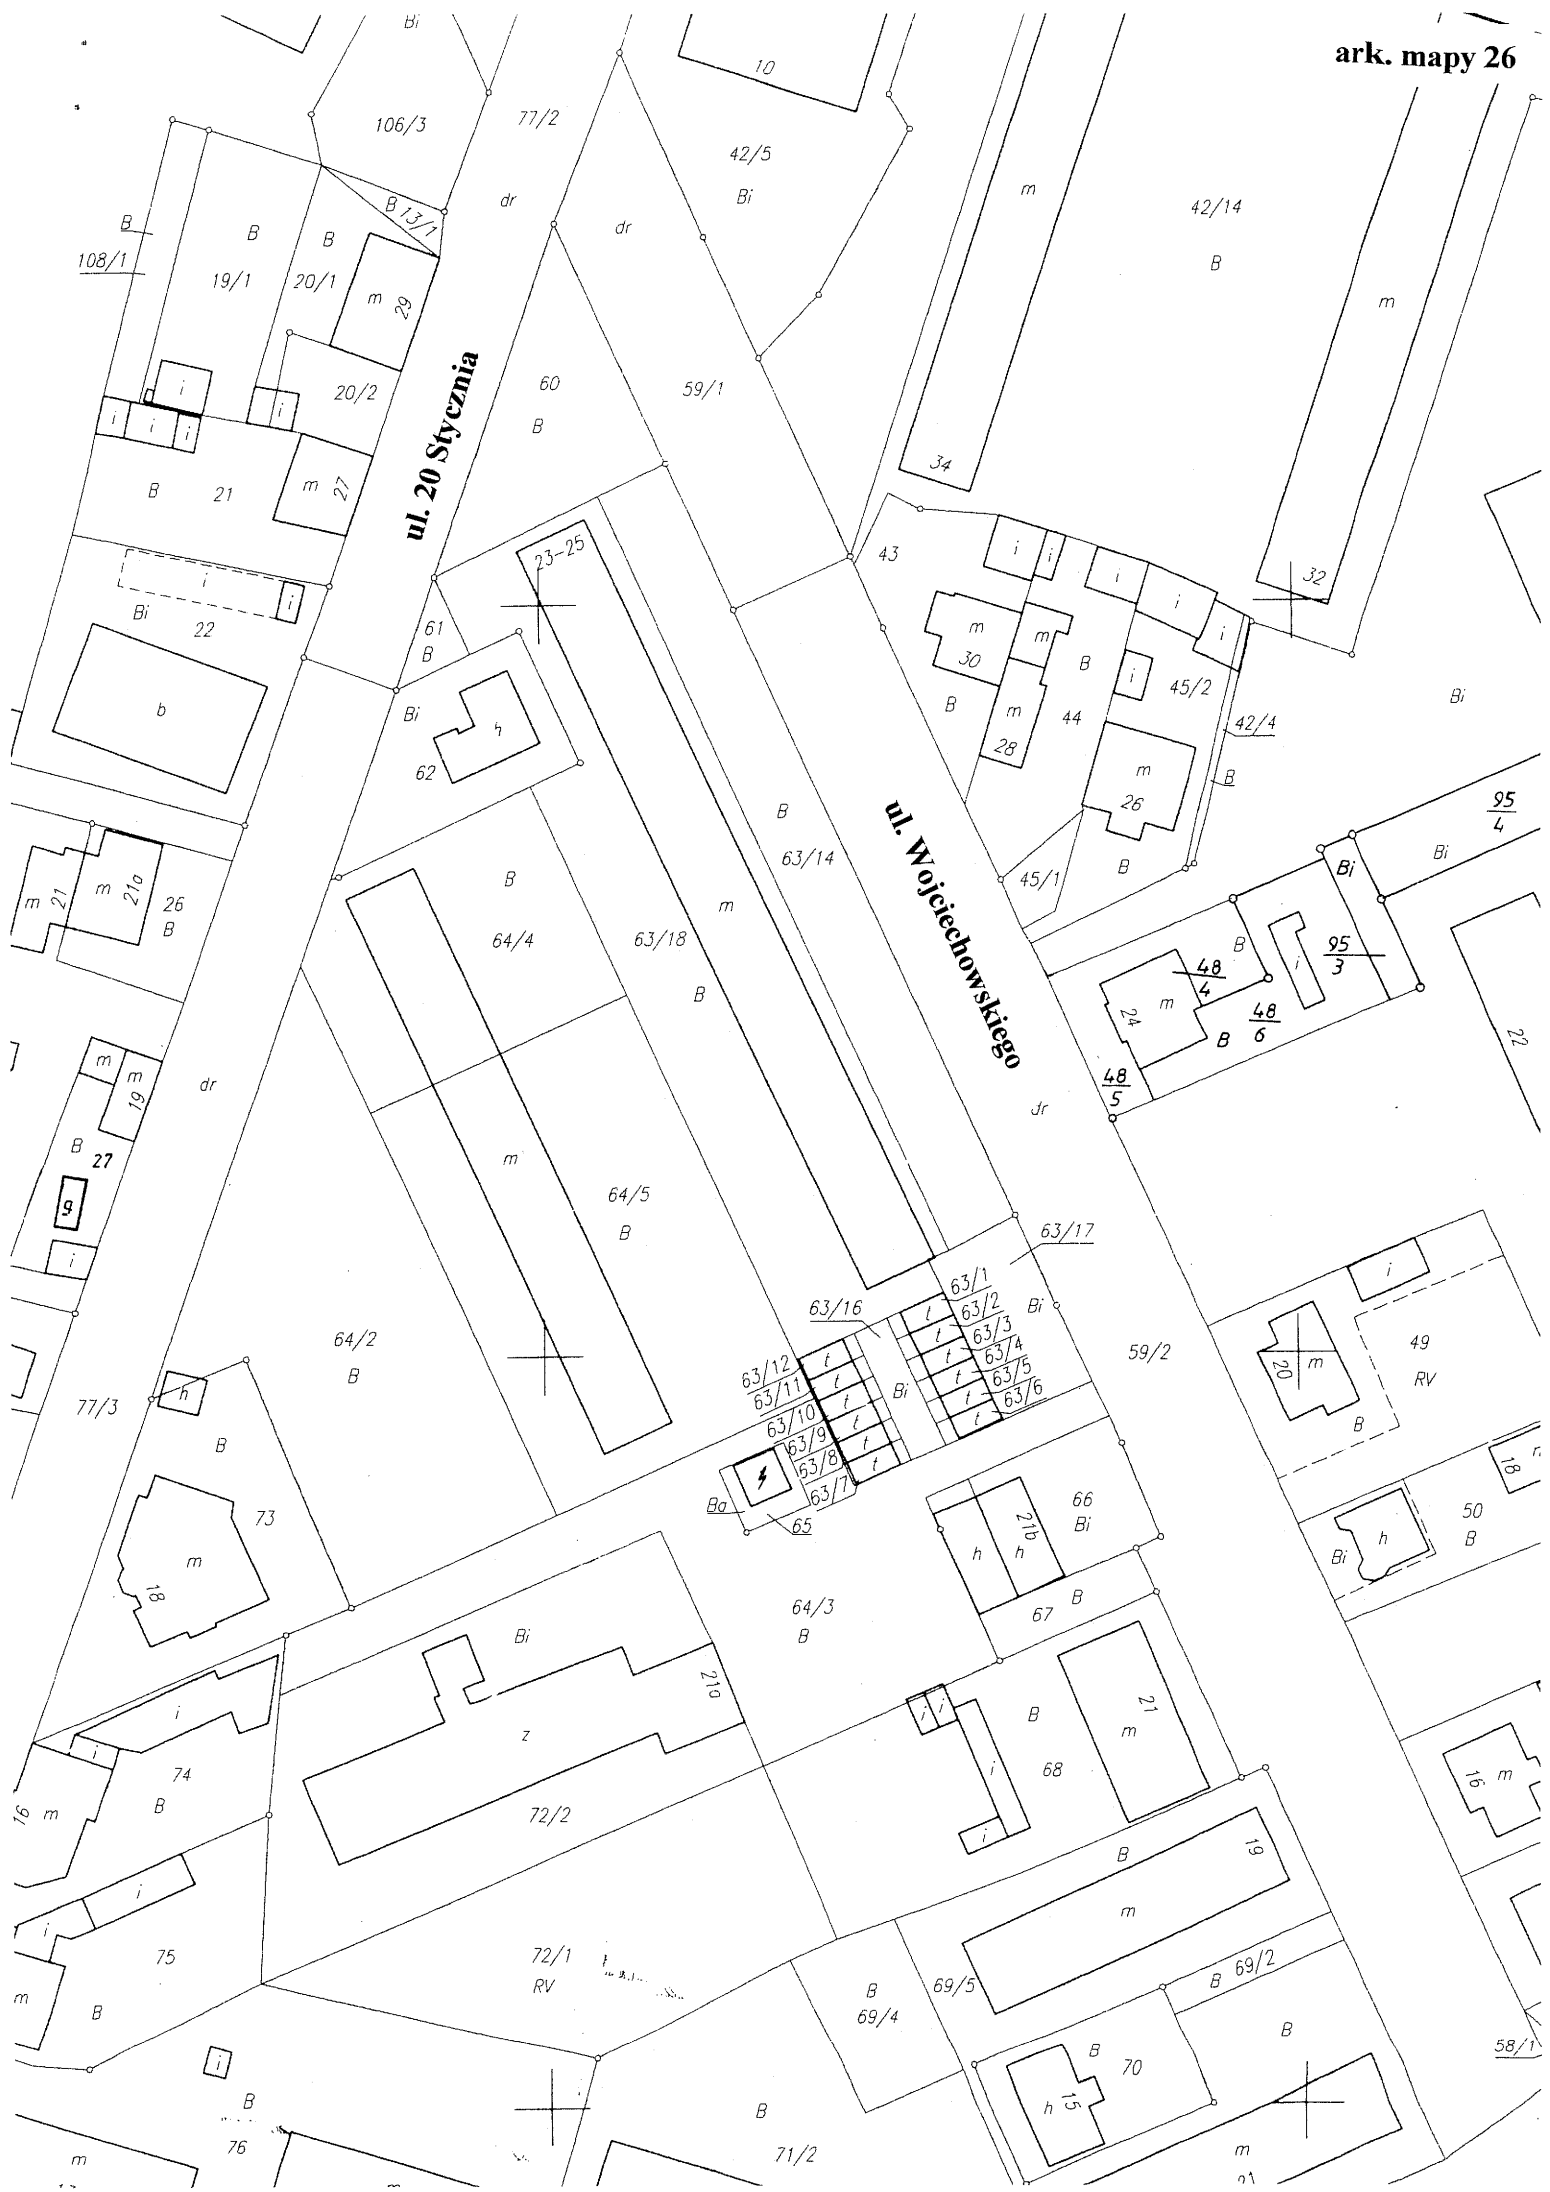 ark. mapy 26
Bi
10
106/3
77/2
42/5
Bi
m
42/14
B
dr
dr
B 13/1
B
108/1
B
19/1
B
20/1
m
29
m
i
i
i
i
i
20/2
60
B
59/1
ul. 20 Stycznia
34
B
21
m
27
23-25
43
i
i
i
i
i
32
i
i
Bi
22
61
B
m
30
m
B
i
45/2
B
m
28
44
42/4
B
Bi
b
Bi
62
h
m
26
B
63/14
ul. Wojciechowskiego
45/1
B
95
4
Bi
Bi
m
21
m
21a
26
B
B
64/4
63/18
m
B
B
48
4
i
95
3
24
m
B
48
6
48
5
22
m
m
19
dr
dr
B
27
g
i
m
64/5
B
63/17
63/16
63/1
63/2
63/3
63/4
63/5
63/6
Bi
t
t
t
t
t
t
Bi
63/12
63/11
63/10
63/9
63/8
63/7
t
t
t
t
t
t
59/2
i
20
m
49
RV
B
64/2
B
77/3
h
B
73
m
18
Ba
65
66
Bi
21b
h
h
18
50
B
Bi
h
64/3
B
67
B
Bi
21a
z
i
i
74
B
16
m
i
i
B
21
m
i
68
i
72/2
16
m
B
19
m
i
i
75
m
B
72/1
RV
B
69/4
69/5
B
69/2
B
i
B
76
m
B
71/2
B
70
h
15
m
21
58/1